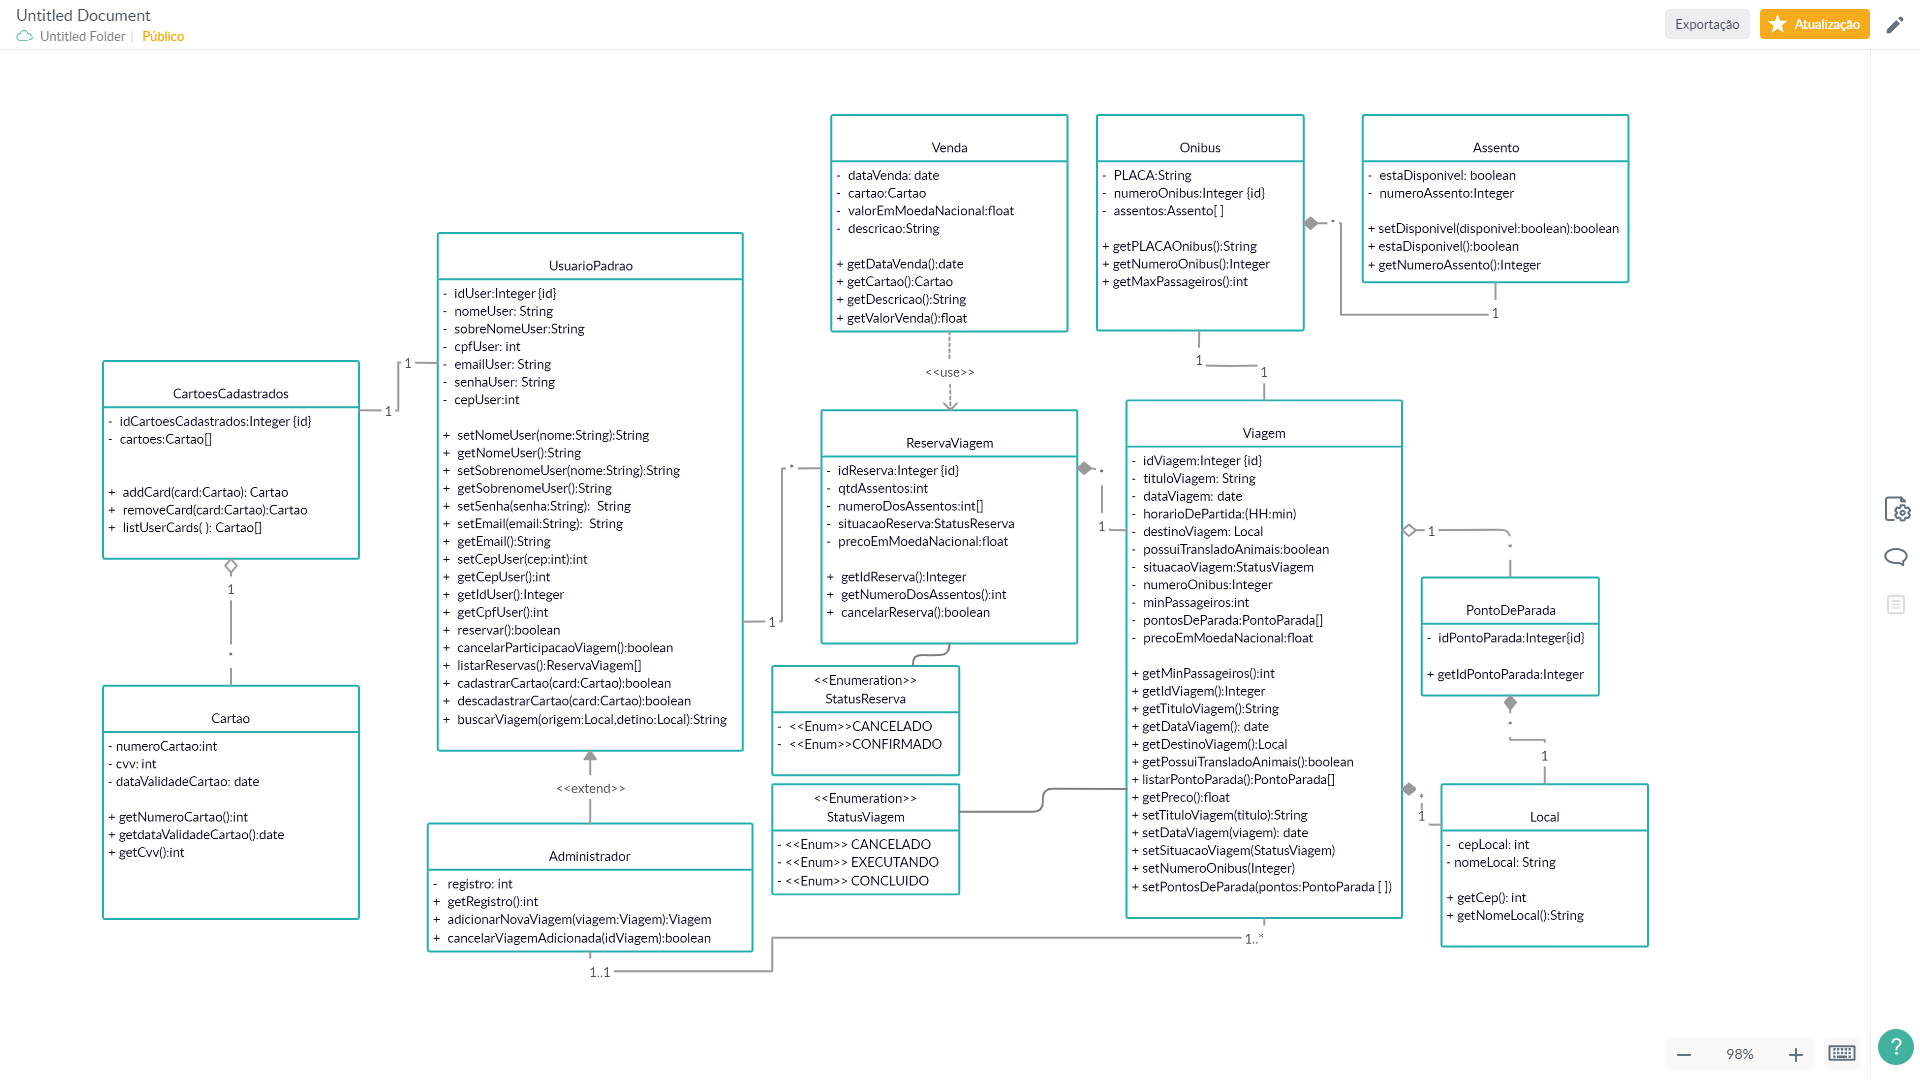 Untitled Document
Untitled Folder | Público
Exportação
Atualização
Venda
- dataVenda: date
- cartao:Cartao
- valorEmMoedaNacional:float
- descricao:String
+ getDataVenda():date
+ getCartao():Cartao
+ getDescricao():String
+ getValorVenda():float
Onibus
- PLACA:String
- numeroOnibus:Integer {id}
- assentos:Assento[ ]
+ getPLACAOnibus():String
+ getNumeroOnibus():Integer
+ getMaxPassageiros():int
Assento
- estaDisponivel: boolean
- numeroAssento:Integer
+ setDisponivel(disponivel:boolean):boolean
+ estaDisponivel():boolean
+ getNumeroAssento():Integer
*
1
UsuarioPadrao
- idUser:Integer {id}
- nomeUser: String
- sobreNomeUser:String
- cpfUser: int
- emailUser: String
- senhaUser: String
- cepUser:int
+ setNomeUser(nome:String):String
+ getNomeUser():String
+ setSobrenomeUser(nome:String):String
+ getSobrenomeUser():String
+ setSenha(senha:String): String
+ setEmail(email:String): String
+ getEmail():String
+ setCepUser(cep:int):int
+ getCepUser():int
+ getIdUser():Integer
+ getCpfUser():int
+ reservar():boolean
+ cancelarParticipacaoViagem():boolean
+ listarReservas():ReservaViagem[]
+ cadastrarCartao(card:Cartao):boolean
+ descadastrarCartao(card:Cartao):boolean
+ buscarViagem(origem:Local,detino:Local):String
1
1
CartoesCadastrados
- idCartoesCadastrados:Integer {id}
- cartoes:Cartao[]
+ addCard(card:Cartao): Cartao
+ removeCard(card:Cartao):Cartao
+ listUserCards( ): Cartao[]
1
*
Cartao
- numeroCartao:int
- cvv: int
- dataValidadeCartao: date
+ getNumeroCartao():int
+ getdataValidadeCartao():date
+ getCvv():int
<<use>>
1
1
ReservaViagem
- idReserva:Integer {id}
- qtdAssentos:int
- numeroDosAssentos:int[]
- situacaoReserva:StatusReserva
- precoEmMoedaNacional:float
+ getIdReserva():Integer
+ getNumeroDosAssentos():int
+ cancelarReserva():boolean
*
1
*
1
<<Enumeration>>
StatusReserva
- <<Enum>>CANCELADO
- <<Enum>>CONFIRMADO
<<Enumeration>>
StatusViagem
- <<Enum>> CANCELADO
- <<Enum>> EXECUTANDO
- <<Enum>> CONCLUIDO
Viagem
- idViagem:Integer {id}
- tituloViagem: String
- dataViagem: date
- horarioDePartida:(HH:min)
- destinoViagem: Local
- possuiTransladoAnimais:boolean
- situacaoViagem:StatusViagem
- numeroOnibus:Integer
- minPassageiros:int
- pontosDeParada:PontoParada[]
- precoEmMoedaNacional:float
+ getMinPassageiros():int
+ getIdViagem():Integer
+ getTituloViagem():String
+ getDataViagem(): date
+ getDestinoViagem():Local
+ getPossuiTransladoAnimais():boolean
+ listarPontoParada():PontoParada[]
+ getPreco():float
+ setTituloViagem(titulo):String
+ setDataViagem(viagem): date
+ setSituacaoViagem(StatusViagem)
+ setNumeroOnibus(Integer)
+ setPontosDeParada(pontos:PontoParada [ ])
1
*
PontoDeParada
- idPontoParada:Integer{id}
+ getIdPontoParada:Integer
*
1
*
1
Local
- cepLocal: int
- nomeLocal: String
+ getCep(): int
+ getNomeLocal():String
<<extend>>
Administrador
- registro: int
+ getRegistro():int
+ adicionarNovaViagem(viagem:Viagem):Viagem
+ cancelarViagemAdicionada(idViagem):boolean
1..1
1..*
98%
?